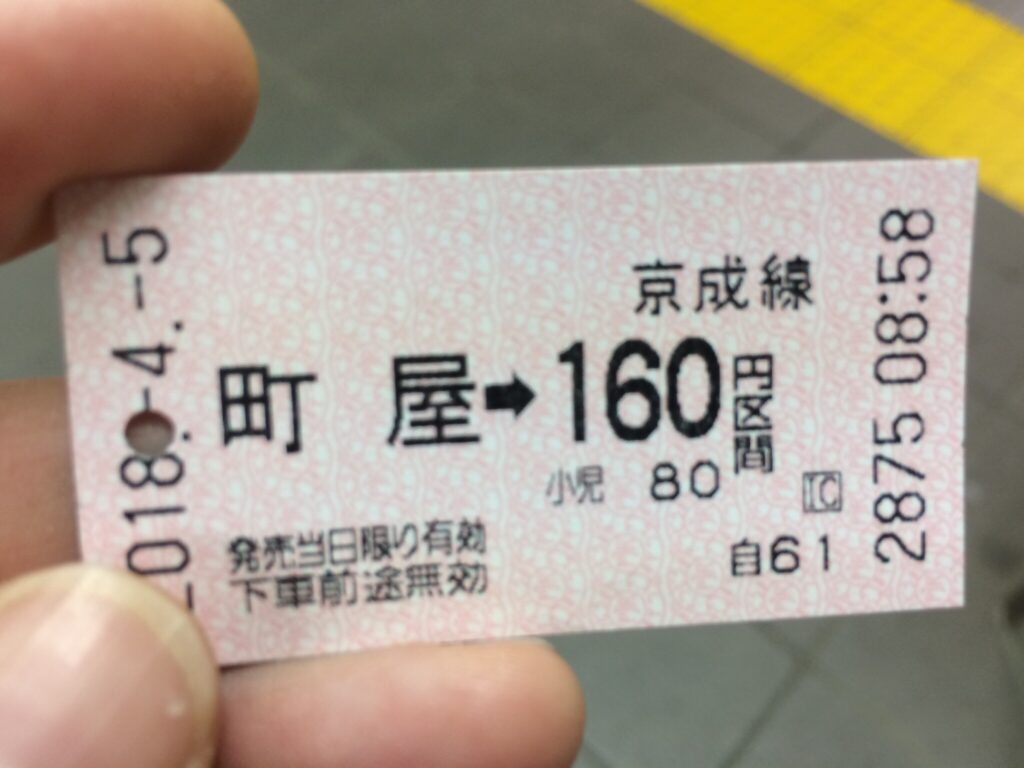 京成線
町屋➡160円区間
小児 80
IC
発売当日限り有効
下車前途無効
自61
2018.-4.-5
2875 08:58